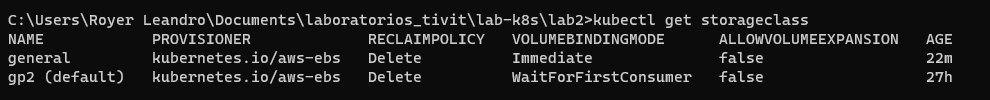 C:\Users\Royer Leandro\Documents\laboratorios_tivit\lab-k8s\lab2>kubectl get storageclass
NAME            PROVISIONER             RECLAIMPOLICY   VOLUMEBINDINGMODE      ALLOWVOLUMEEXPANSION   AGE
general         kubernetes.io/aws-ebs   Delete          Immediate              false                  22m
gp2 (default)   kubernetes.io/aws-ebs   Delete          WaitForFirstConsumer   false                  27h